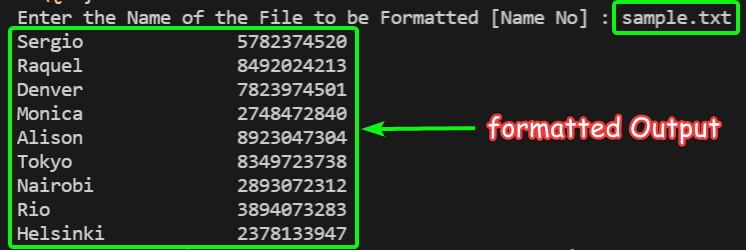 Enter the Name of the File to be Formatted [Name No] : sample.txt
Sergio 5782374520
Raquel 8492024213
Denver 7823974501
Monica 2748472840
Alison 8923047304
Tokyo 8349723738
Nairobi 2893072312
Rio 3894073283
Helsinki 2378133947
formatted Output